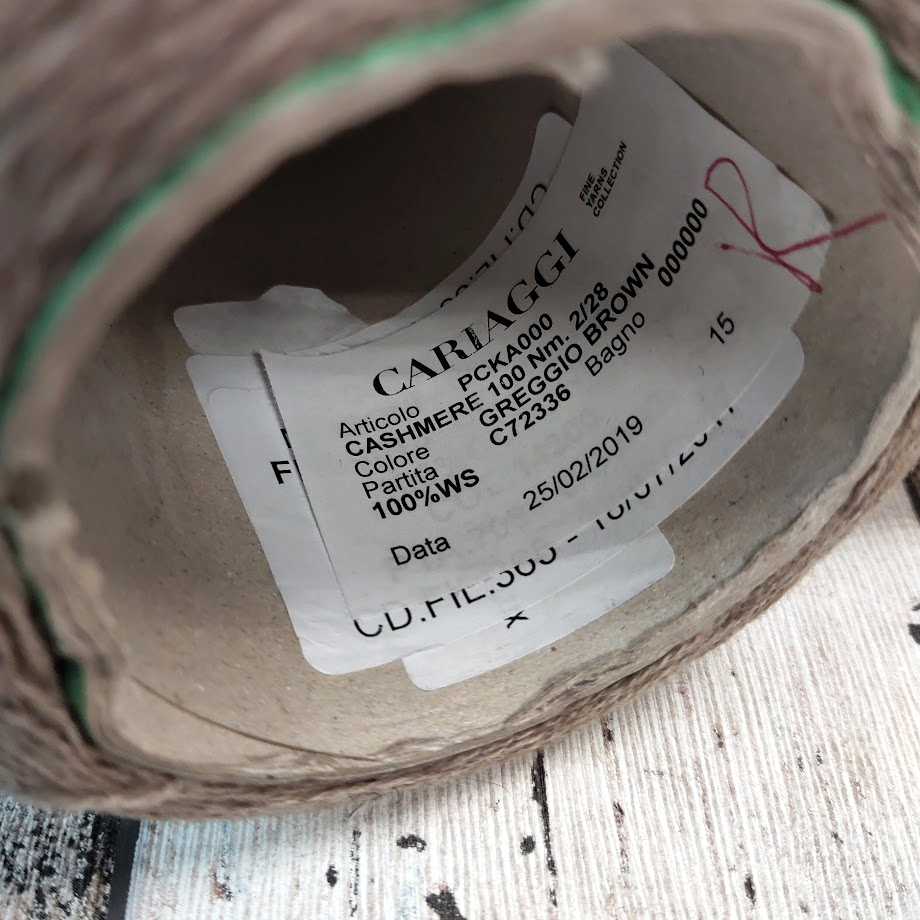 CARIAGGI
FINE
YARNS
COLLECTION
Articolo PCKA000
CASHMERE 100 Nm. 2/28
Colore GREGGIO BROWN
Partita C72336 Bagno 000000
100%WS
15
Data 25/02/2019
R
CD.FIL.
X